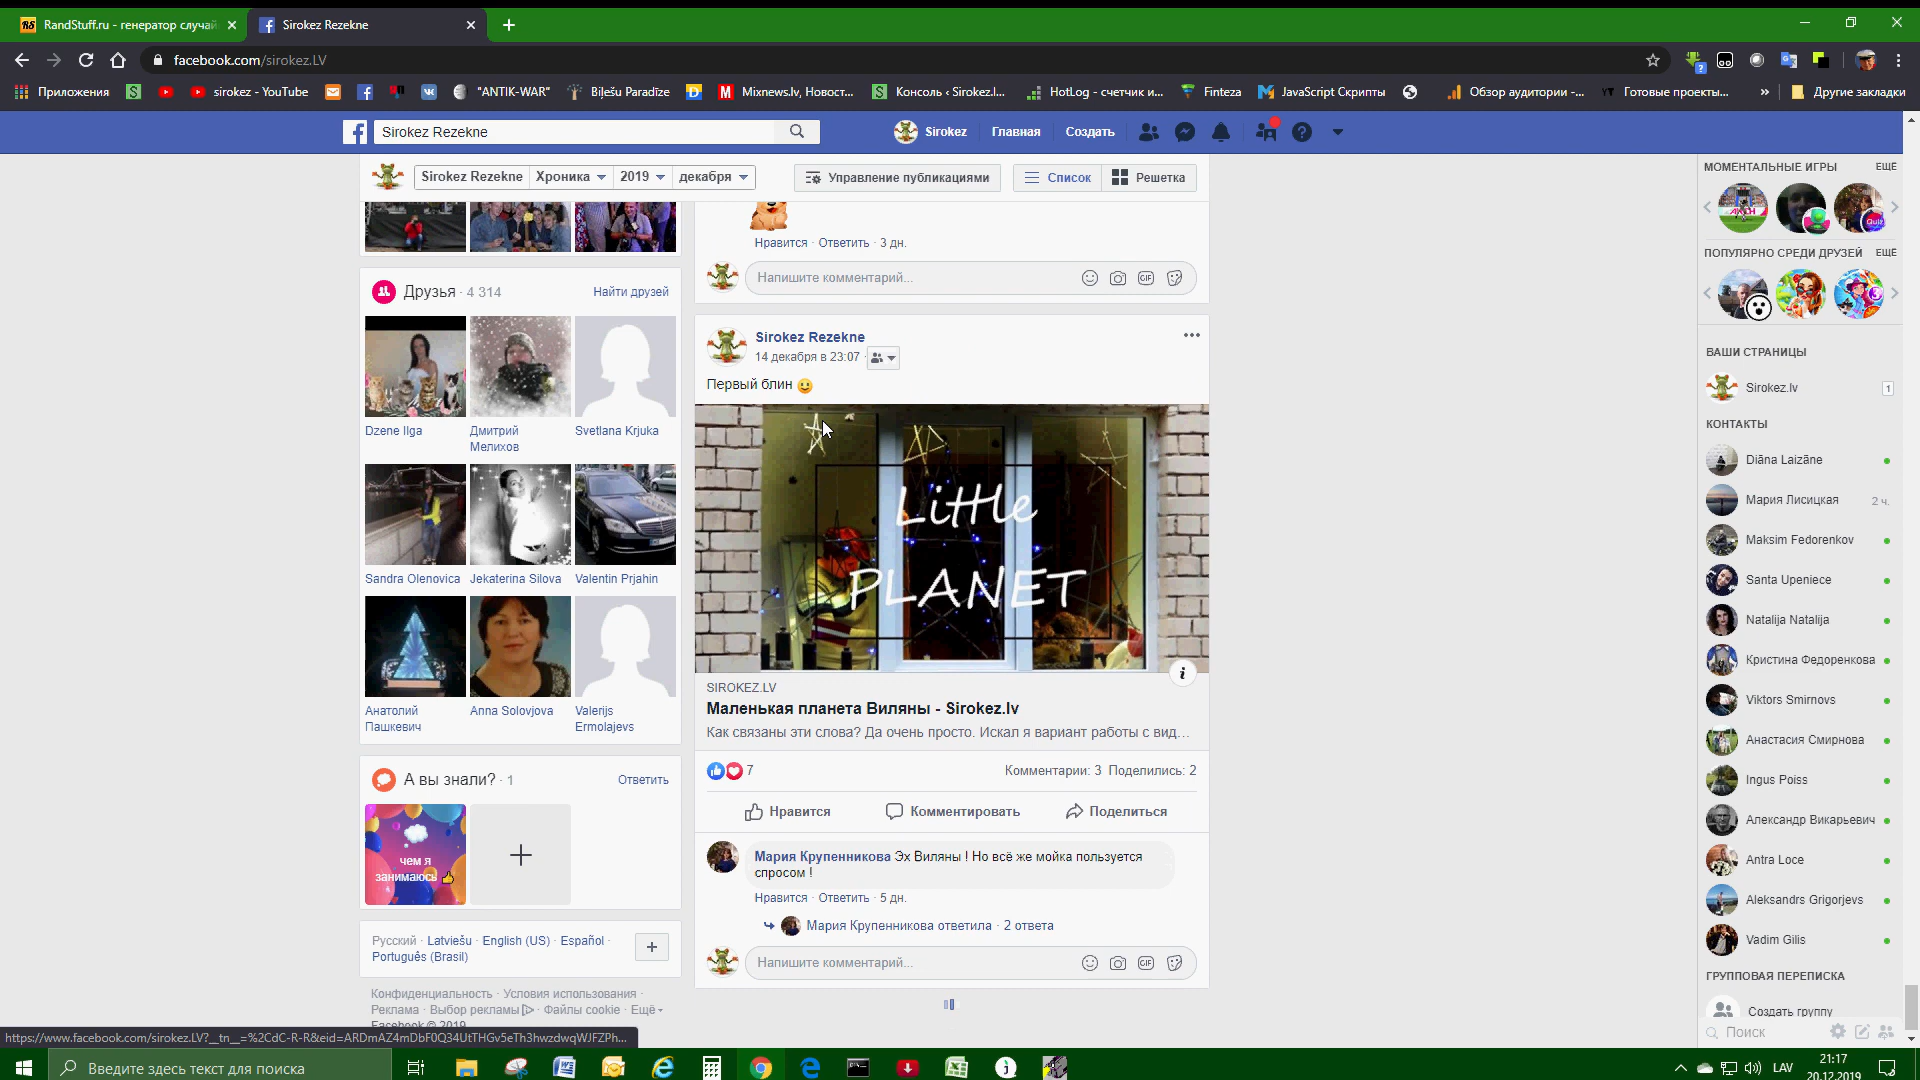 RandStuff.ru - генератор случай
Sirokez Rezekne
facebook.com/sirokez.LV
Приложения
sirokez - YouTube
"ANTIK-WAR"
Biļešu Paradīze
Mixnews.lv, Новост...
Консоль ‹ Sirokez.l...
HotLog - счетчик и...
Finteza
JavaScript Скрипты
Обзор аудитории -...
Готовые проекты...
»
Другие закладки
Sirokez Rezekne
Sirokez
Главная
Создать
Sirokez Rezekne
Хроника
2019
декабря
Управление публикациями
Список
Решетка
Друзья · 4 314
Найти друзей
Dzene Ilga
Дмитрий Мелихов
Svetlana Krjuka
Sandra Olenovica
Jekaterina Silova
Valentin Prjahin
Анатолий Пашкевич
Anna Solovjova
Valerijs Ermolajevs
А вы знали? · 1
Ответить
чем я
занимаюсь
Русский · Latviešu · English (US) · Español ·
Português (Brasil)
Конфиденциальность · Условия использования ·
Реклама · Выбор рекламы · Файлы cookie · Ещё
Facebook © 2019
Нравится · Ответить · 3 дн.
Напишите комментарий...
GIF
Sirokez Rezekne
14 декабря в 23:07
Первый блин
Little
PLANET
SIROKEZ.LV
Маленькая планета Виляны - Sirokez.lv
Как связаны эти слова? Да очень просто. Искал я вариант работы с вид...
7
Комментарии: 3 Поделились: 2
Нравится
Комментировать
Поделиться
Мария Крупенникова Эх Виляны ! Но всё же мойка пользуется
спросом !
Нравится · Ответить · 5 дн.
Мария Крупенникова ответила · 2 ответа
Напишите комментарий...
GIF
МОМЕНТАЛЬНЫЕ ИГРЫ
ЕЩЁ
ПОПУЛЯРНО СРЕДИ ДРУЗЕЙ
ЕЩЁ
ВАШИ СТРАНИЦЫ
Sirokez.lv
1
КОНТАКТЫ
Diāna Laizāne
Мария Лисицкая
2 ч.
Maksim Fedorenkov
Santa Upeniece
Natalija Natalija
Кристина Федоренкова
Viktors Smirnovs
Анастасия Смирнова
Ingus Poiss
Александр Викарьевич
Antra Loce
Aleksandrs Grigorjevs
Vadim Gilis
ГРУППОВАЯ ПЕРЕПИСКА
Создать группу
Поиск
Введите здесь текст для поиска
LAV
21:17
20.12.2019